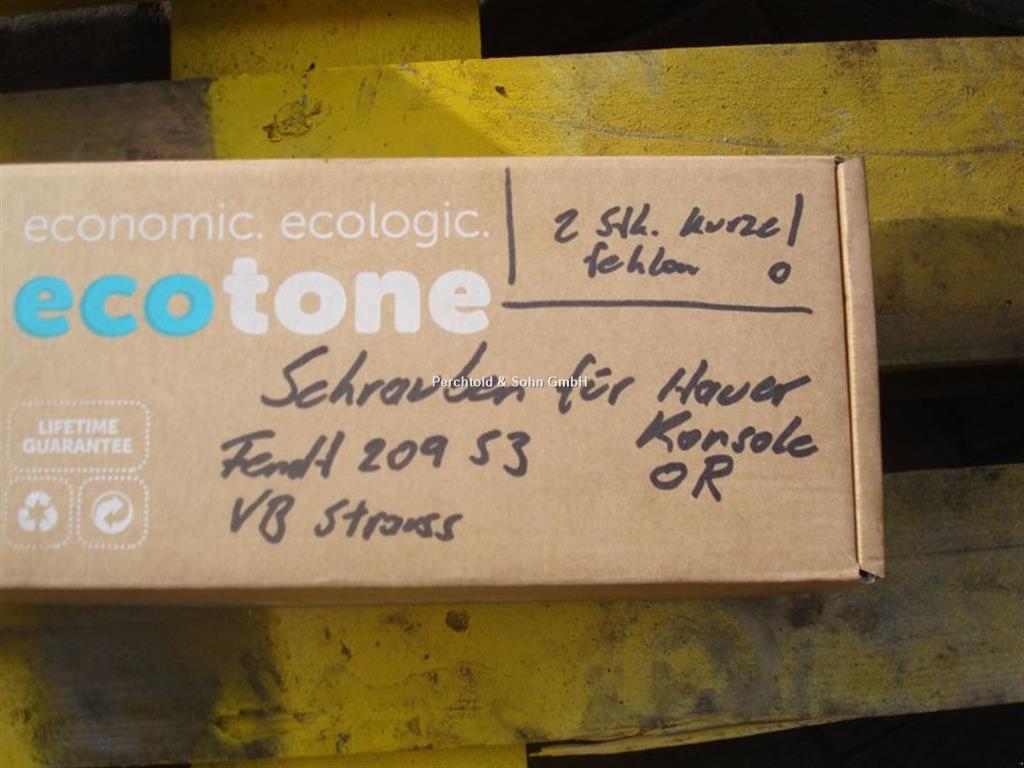 economic. ecologic.
ecotone
2 Stk. kurze
fehlen 0
Schrauben für Hauer
Konsole
OR
Fendt 209 S3
VB Strauss
LIFETIME
GUARANTEE
Perchtold & Sohn GmbH